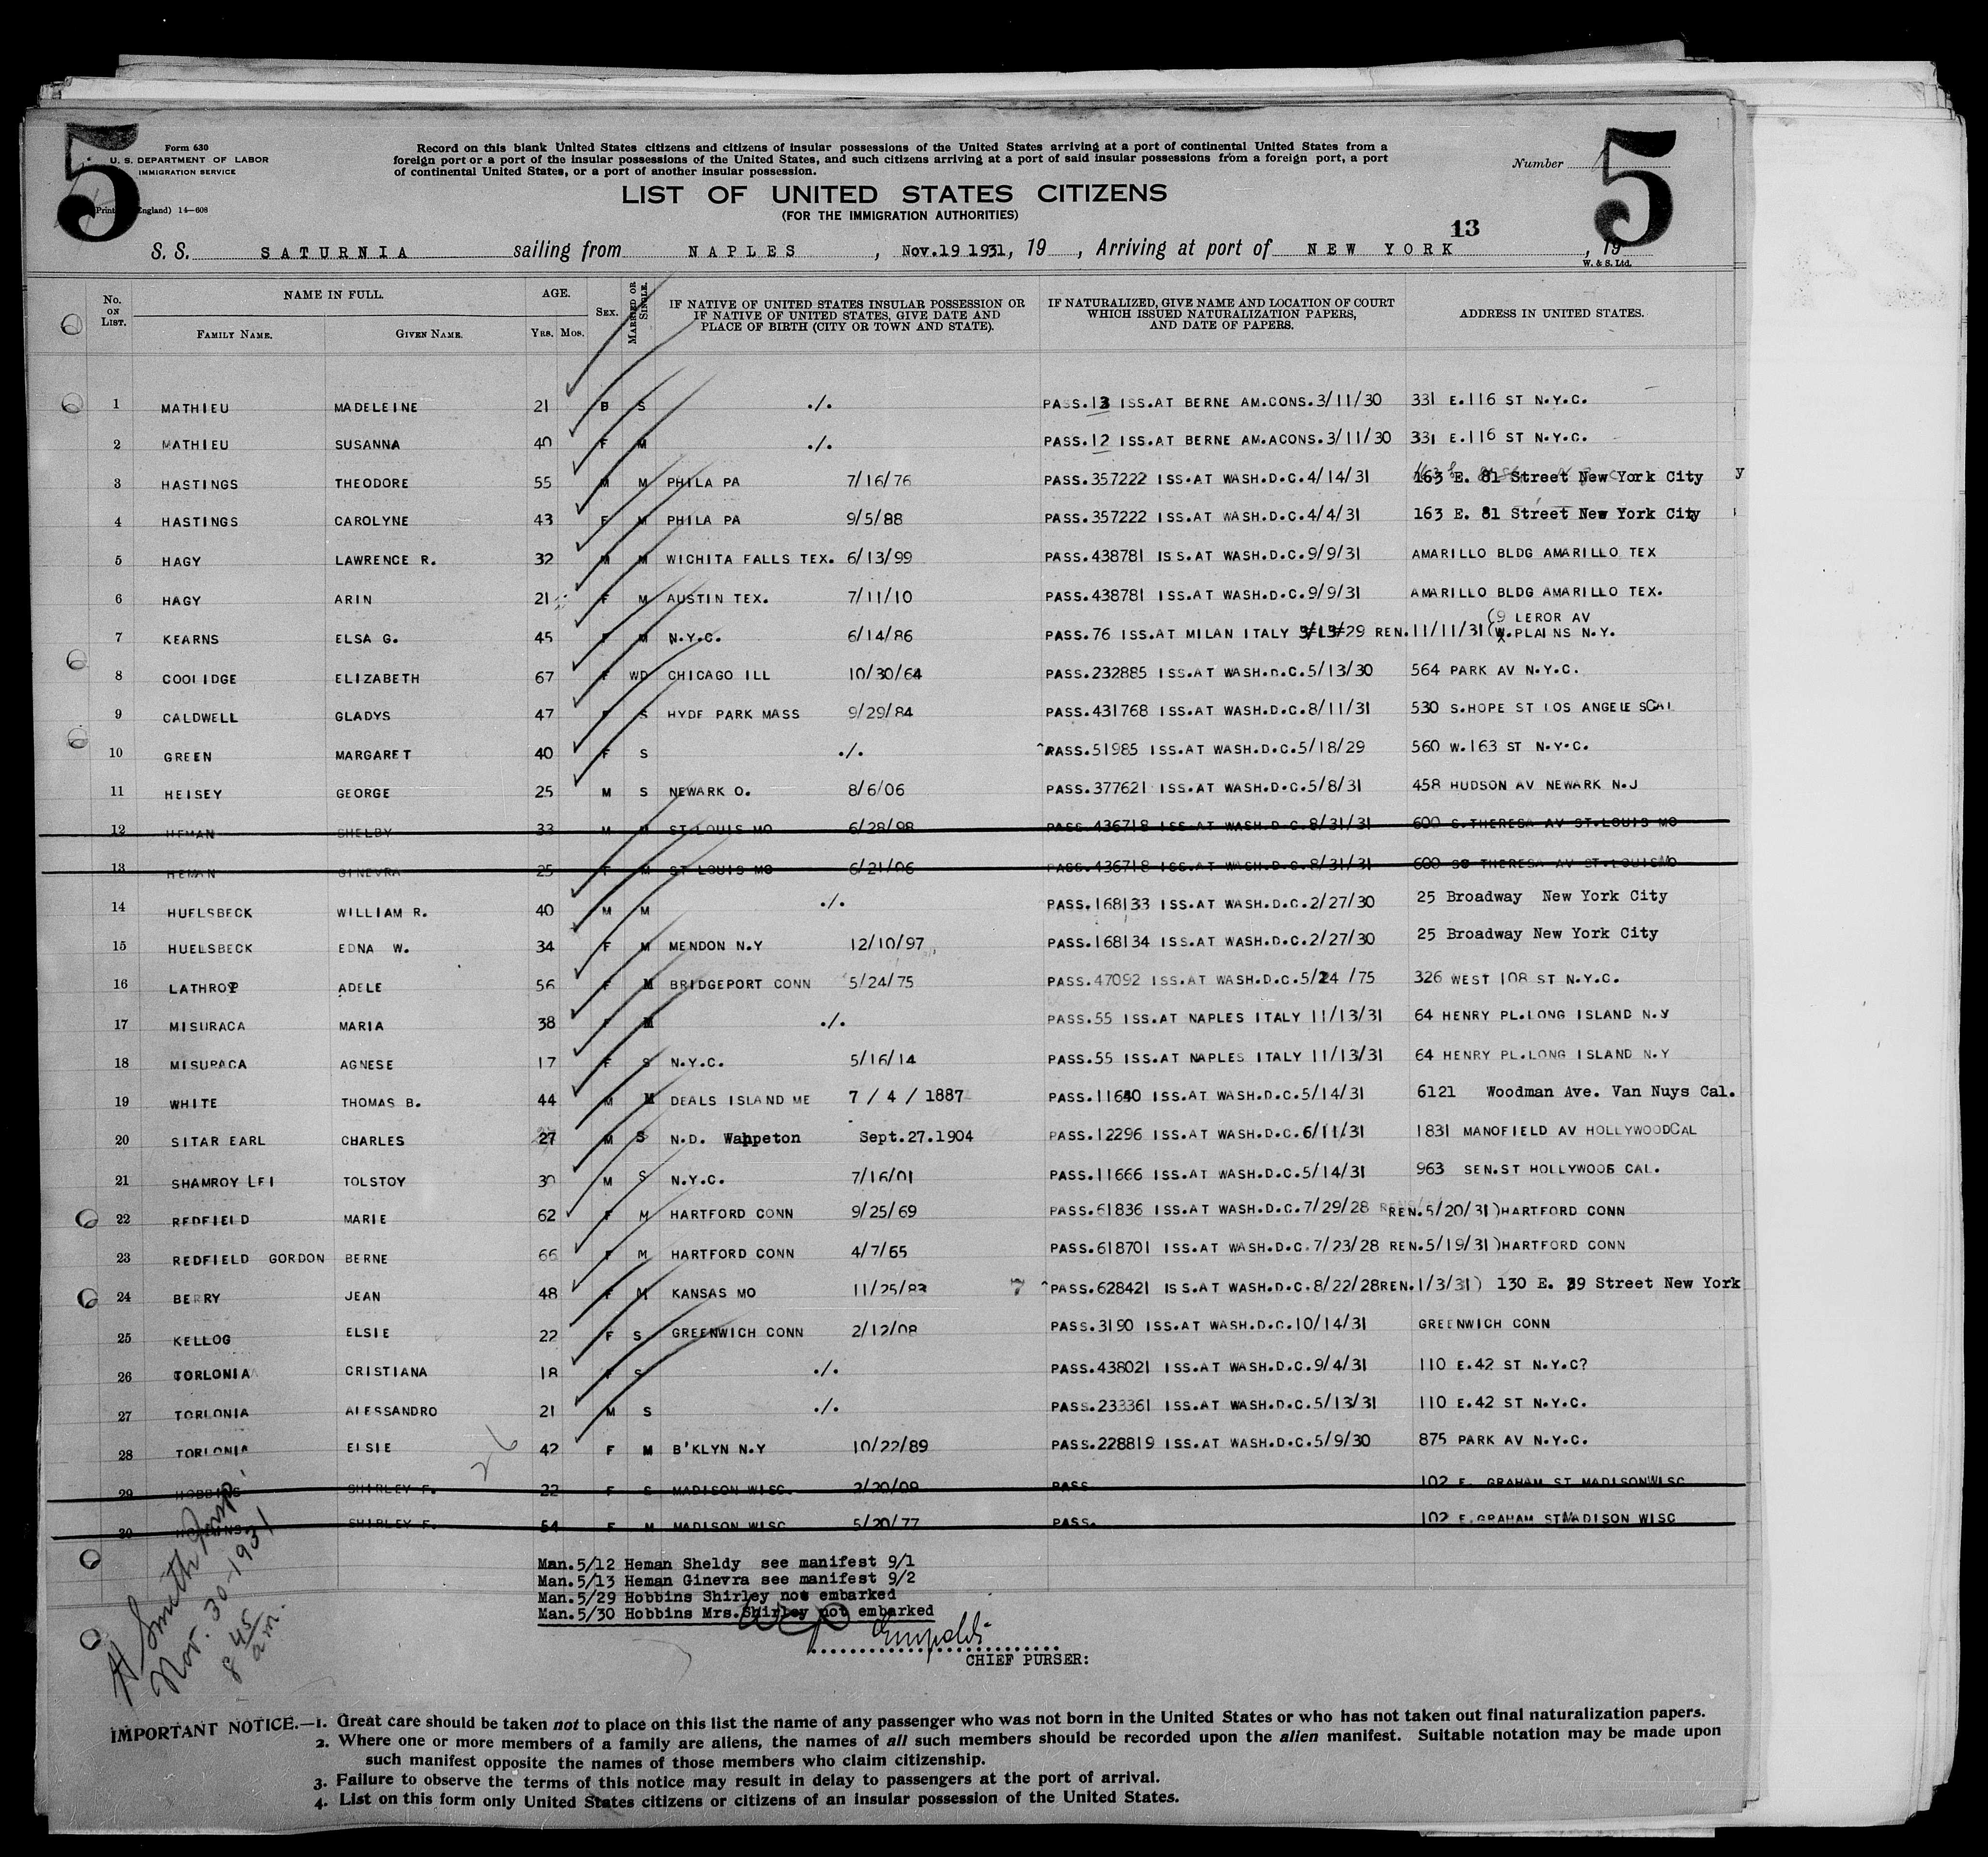 5
Form 630
U. S. DEPARTMENT OF LABOR
IMMIGRATION SERVICE
(Print England) 14—608
Record on this blank United States citizens and citizens of insular possessions of the United States arriving at a port of continental United States from a
foreign port or a port of the insular possessions of the United States, and such citizens arriving at a port of said insular possessions from a foreign port, a port
of continental United States, or a port of another insular possession.
Number
5
LIST OF UNITED STATES CITIZENS
(FOR THE IMMIGRATION AUTHORITIES)
13
S. S. SATURNIA sailing from NAPLES , Nov.19 1931, 19 , Arriving at port of NEW YORK , 19
W. & S. Ltd.
No. ON LIST. NAME IN FULL. FAMILY NAME. GIVEN NAME. AGE. YRS. MOS. SEX. MARRIED OR SINGLE. IF NATIVE OF UNITED STATES INSULAR POSSESSION OR IF NATIVE OF UNITED STATES, GIVE DATE AND PLACE OF BIRTH (CITY OR TOWN AND STATE). IF NATURALIZED, GIVE NAME AND LOCATION OF COURT WHICH ISSUED NATURALIZATION PAPERS, AND DATE OF PAPERS. ADDRESS IN UNITED STATES.
1 MATHIEU MADELEINE 21 S ./. PASS.13 ISS.AT BERNE AM.CONS.3/11/30 331 E.116 ST N.Y.C.
2 MATHIEU SUSANNA 40 F M ./. PASS.12 ISS.AT BERNE AM.ACONS.3/11/30 331 E.116 ST N.Y.C.
3 HASTINGS THEODORE 55 M M PHILA PA 7/16/76 PASS.357222 ISS.AT WASH.D.C.4/14/31 163 E. 81 Street New York City y
4 HASTINGS CAROLYNE 43 F M PHILA PA 9/5/88 PASS.357222 ISS.AT WASH.D.C.4/4/31 163 E. 81 Street New York City
5 HAGY LAWRENCE R. 32 M M WICHITA FALLS TEX. 6/13/99 PASS.438781 ISS.AT WASH.D.C.9/9/31 AMARILLO BLDG AMARILLO TEX
6 HAGY ARIN 21 F M AUSTIN TEX. 7/11/10 PASS.438781 ISS.AT WASH.D.C.9/9/31 AMARILLO BLDG AMARILLO TEX.
7 KEARNS ELSA G. 45 F M N.Y.C. 6/14/86 PASS.76 ISS.AT MILAN ITALY 3/13/29 REN.11/11/31 (9 LEROR AV
(W.PLAINS N.Y.
8 COOLIDGE ELIZABETH 67 F WD CHICAGO ILL 10/30/64 PASS.232885 ISS.AT WASH.D.C.5/13/30 564 PARK AV N.Y.C.
9 CALDWELL GLADYS 47 F S HYDE PARK MASS 9/29/84 PASS.431768 ISS.AT WASH.D.C.8/11/31 530 S.HOPE ST LOS ANGELESCAL
10 GREEN MARGARET 40 F S ./. PASS.51985 ISS.AT WASH.D.C.5/18/29 560 W.163 ST N.Y.C.
11 HEISEY GEORGE 25 M S NEWARK O. 8/6/06 PASS.377621 ISS.AT WASH.D.C.5/8/31 458 HUDSON AV NEWARK N.J
12 HEMAN SHELBY 33 M M ST.LOUIS MO 6/28/98 PASS.436718 ISS.AT WASH.D.C.8/31/31 600 S.THERESA AV ST.LOUIS MO
13 HEMAN GINEVRA 25 F M ST LOUIS MO 6/21/06 PASS.436718 ISS.AT WASH.D.C.8/31/31 600 SO THERESA AV ST.LOUISMO
14 HUELSBECK WILLIAM R. 40 M M ./. PASS.168133 ISS.AT WASH.D.C.2/27/30 25 Broadway New York City
15 HUELSBECK EDNA W. 34 F M MENDON N.Y 12/10/97 PASS.168134 ISS.AT WASH.D.C.2/27/30 25 Broadway New York City
16 LATHROP ADELE 56 F M BRIDGEPORT CONN 5/24/75 PASS.47092 ISS.AT WASH.D.C.5/24 /75 326 WEST 108 ST N.Y.C.
17 MISURACA MARIA 38 F M ./. PASS.55 ISS.AT NAPLES ITALY 11/13/31 64 HENRY PL.LONG ISLAND N.Y
18 MISURACA AGNESE 17 F S N.Y.C. 5/16/14 PASS.55 ISS.AT NAPLES ITALY 11/13/31 64 HENRY PL.LONG ISLAND N.Y
19 WHITE THOMAS B. 44 M M DEALS ISLAND ME 7 / 4 / 1887 PASS.11640 ISS.AT WASH.D.C.5/14/31 6121 Woodman Ave. Van Nuys Cal.
20 SITAR EARL CHARLES 27 M S N.D. Wahpeton Sept.27.1904 PASS.12296 ISS.AT WASH.D.C.6/11/31 1831 MANOFIELD AV HOLLYWOODCAL
21 SHAMROY LEI TOLSTOY 30 M S N.Y.C. 7/16/01 PASS.11666 ISS.AT WASH.D.C.5/14/31 963 SEN.ST HOLLYWOOD CAL.
22 REDFIELD MARIE 62 F M HARTFORD CONN 9/25/69 PASS.61836 ISS.AT WASH.D.C.7/29/28 REN.5/20/31)HARTFORD CONN
23 REDFIELD GORDON BERNE 66 F M HARTFORD CONN 4/7/65 PASS.618701 ISS.AT WASH.D.C.7/23/28 REN.5/19/31)HARTFORD CONN
24 BERRY JEAN 48 F M KANSAS MO 11/25/83 7 PASS.628421 ISS.AT WASH.D.C.8/22/28REN.1/3/31) 130 E. 39 Street New York
25 KELLOG ELSIE 22 F S GREENWICH CONN 2/12/08 PASS.3190 ISS.AT WASH.D.C.10/14/31 GREENWICH CONN
26 TORLONIA CRISTIANA 18 F S ./. PASS.438021 ISS.AT WASH.D.C.9/4/31 110 E.42 ST N.Y.C?
27 TORLONIA ALESSANDRO 21 M S ./. PASS.233361 ISS.AT WASH.D.C.5/13/31 110 E.42 ST N.Y.C.
28 TORLONIA ELSIE 42 F M B'KLYN N.Y 10/22/89 PASS.228819 ISS.AT WASH.D.C.5/9/30 875 PARK AV N.Y.C.
26
29 HOBBINS SHIRLEY F. 22 F S MADISON WISC. 2/20/09 PASS 102 E. GRAHAM ST MADISONWISC
30 HOBBINS SHIRLEY F. 54 F M MADISON WISC 5/20/77 PASS. 102 E.GRAHAM STMADISON WISC
Man.5/12 Heman Sheldy see manifest 9/1
Man.5/13 Heman Ginevra see manifest 9/2
Man.5/29 Hobbins Shirley not embarked
Man.5/30 Hobbins Mrs.Shirley not embarked
H Smith Insp.
Nov. 30-1931
8 45 a.m.
CHIEF PURSER:
IMPORTANT NOTICE.—1. Great care should be taken not to place on this list the name of any passenger who was not born in the United States or who has not taken out final naturalization papers.
2. Where one or more members of a family are aliens, the names of all such members should be recorded upon the alien manifest. Suitable notation may be made upon
such manifest opposite the names of those members who claim citizenship.
3. Failure to observe the terms of this notice may result in delay to passengers at the port of arrival.
4. List on this form only United States citizens or citizens of an insular possession of the United States.